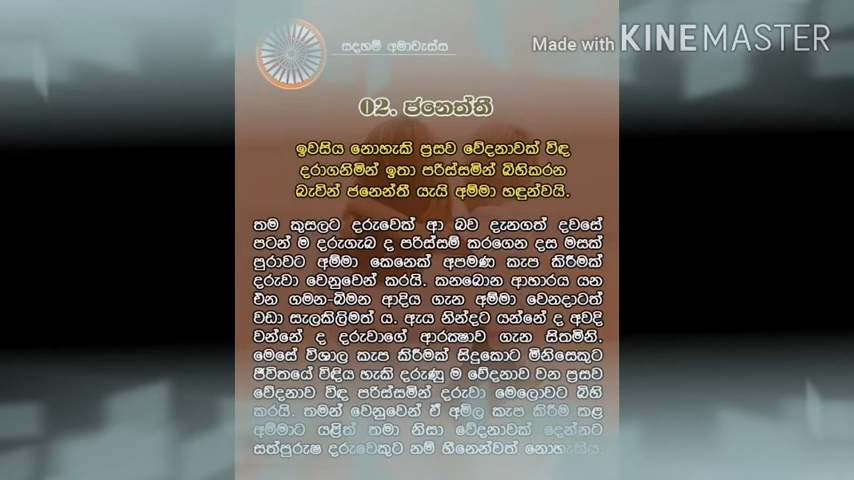 සදහම් අමාවැස්ස
Made with KINEMASTER
02. ජනෙත්තී
ඉවසිය නොහැකි ප්‍රසව වේදනාවක් විඳ
දරාගනිමින් ඉතා පරිස්සමින් බිහිකරන
බැවින් ජනෙන්තී යැයි අම්මා හඳුන්වයි.
තම කුසලට දරුවෙක් ආ බව දැනගත් දවසේ
පටන් ම දරුගැබ ද පරිස්සම් කරගෙන දස මසක්
පුරාවට අම්මා කෙනෙක් අපමණ කැප කිරීමක්
දරුවා වෙනුවෙන් කරයි. කනබොන ආහාරය යන
එන ගමන-බිමන ආදිය ගැන අම්මා වෙනදාටත්
වඩා සැලකිලිමත් ය. ඇය නින්දට යන්නේ ද අවදි
වන්නේ ද දරුවාගේ ආරක්‍ෂාව ගැන සිතමිනි.
මෙසේ විශාල කැප කිරීමක් සිදුකොට මිනිසෙකුට
ජීවිතයේ විඳිය හැකි දරුණු ම වේදනාව වන ප්‍රසව
වේදනාව විඳ පරිස්සමින් දරුවා මෙලොවට බිහි
කරයි. තමන් වෙනුවෙන් ඒ අමිල කැප කිරීම කළ
අම්මාට යළිත් තමා නිසා වේදනාවක් දෙන්නට
සත්පුරුෂ දරුවෙකුට නම් හීනෙන්වත් නොහැකිය.